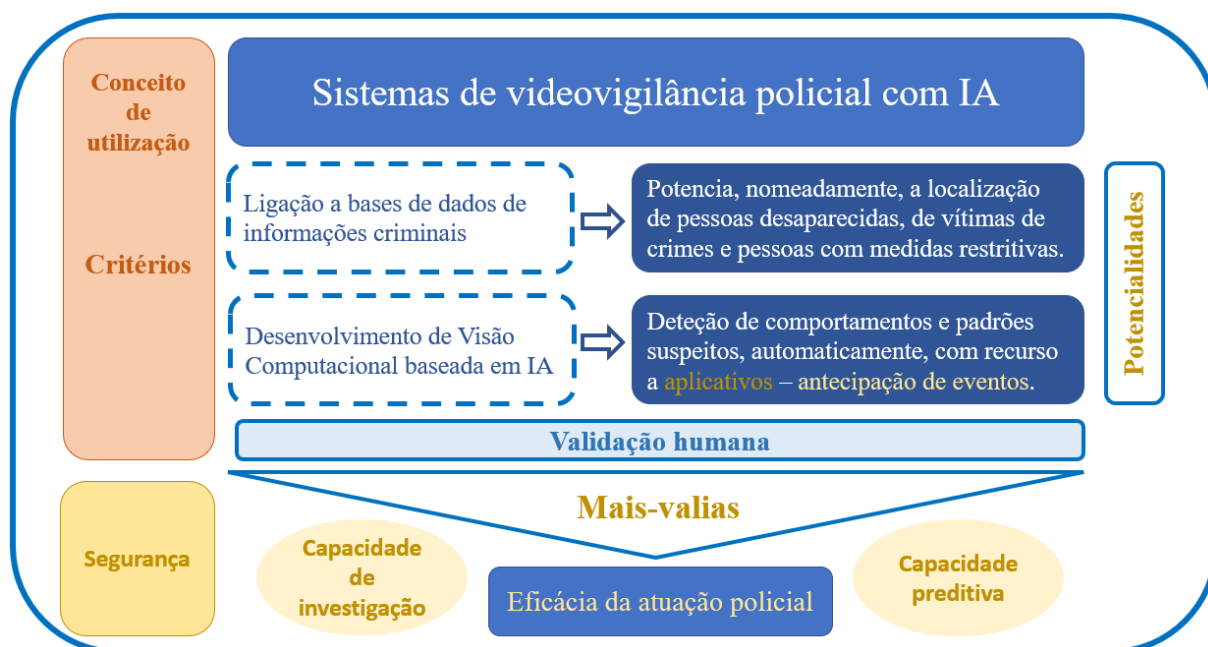 Conceito
de
utilização
Critérios
Sistemas de videovigilância policial com IA
Ligação a bases de dados de
informações criminais
Potencia, nomeadamente, a localização
de pessoas desaparecidas, de vítimas de
crimes e pessoas com medidas restritivas.
Desenvolvimento de Visão
Computacional baseada em IA
Deteção de comportamentos e padrões
suspeitos, automaticamente, com recurso
a aplicativos – antecipação de eventos.
Potencialidades
Validação humana
Mais-valias
Segurança
Capacidade
de
investigação
Eficácia da atuação policial
Capacidade
preditiva